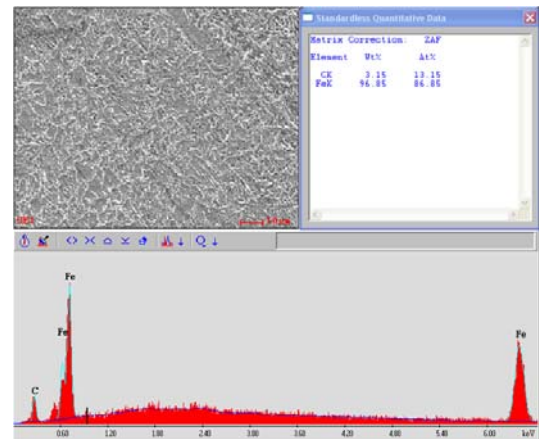 Standardless Quantitative Data
Matrix Correction: ZAF
Element Wt% At%
CK 3.15 13.15
FeK 96.85 86.85
Fe
Fe
Fe
C
0.60 1.20 1.80 2.40 3.00 3.60 4.20 4.80 5.40 6.00 keV